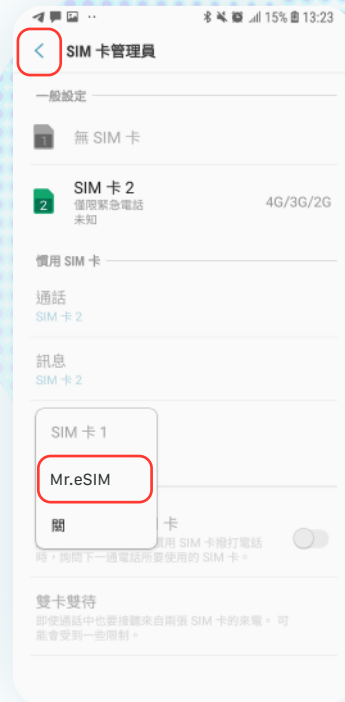 15% 13:23
SIM 卡管理員
一般設定
1 無 SIM 卡
SIM 卡 2
2 僅限緊急電話 4G/3G/2G
未知
慣用 SIM 卡
通話
SIM 卡 2
訊息
SIM 卡 2
SIM 卡 1
Mr.eSIM
關
卡
慣用 SIM 卡撥打電話
時，詢問下一通電話所要使用的 SIM 卡。
雙卡雙待
即使通話中也要接聽來自兩張 SIM 卡的來電。 可
能會受到一些限制。